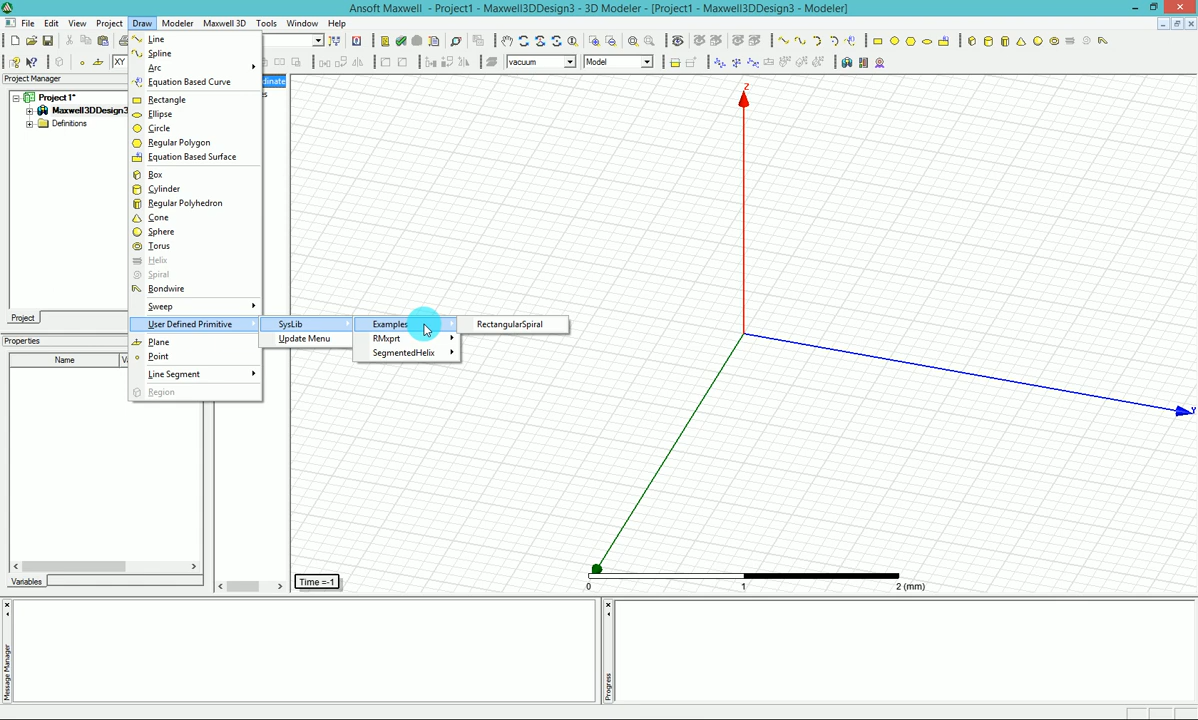 Ansoft Maxwell - Project1 - Maxwell3DDesign3 - 3D Modeler - [Project1 - Maxwell3DDesign3 - Modeler]
File Edit View Project Draw Modeler Maxwell 3D Tools Window Help
XY
vacuum
Model
Project Manager
Project1*
Maxwell3DDesign3
Definitions
Project
Properties
Name
Variables
Line
Spline
Arc
Equation Based Curve
Rectangle
Ellipse
Circle
Regular Polygon
Equation Based Surface
Box
Cylinder
Regular Polyhedron
Cone
Sphere
Torus
Helix
Spiral
Bondwire
Sweep
User Defined Primitive
Plane
Point
Line Segment
Region
SysLib
Update Menu
Examples
RMxprt
SegmentedHelix
RectangularSpiral
Z
Y
Time =-1
0 1 2 (mm)
Message Manager
Progress